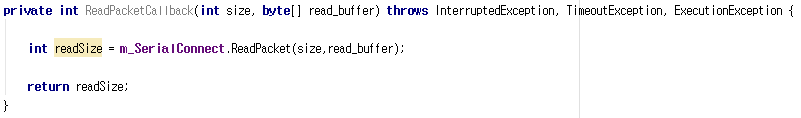 private int ReadPacketCallback(int size, byte[] read_buffer) throws InterruptedException, TimeoutException, ExecutionException {
int readSize = m_SerialConnect.ReadPacket(size,read_buffer);
return readSize;
}